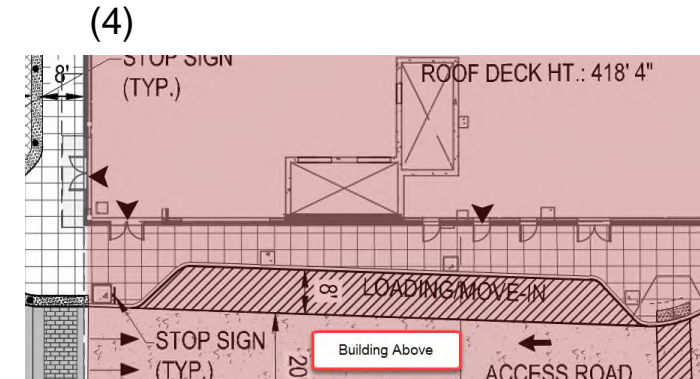 (4)
STOP SIGN
8'
(TYP.)
ROOF DECK HT.: 418' 4"
8'
LOADING/MOVE-IN
STOP SIGN
(TYP.)
20
Building Above
ACCESS ROAD